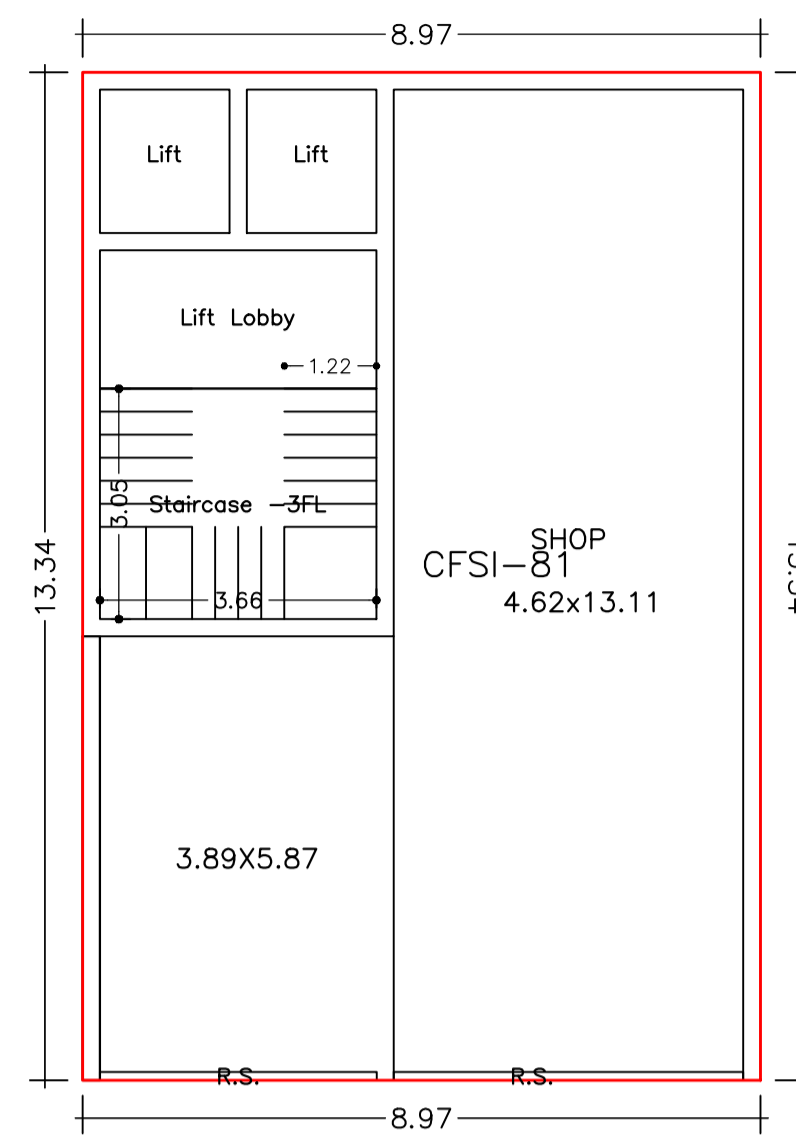 8.97
Lift
Lift
Lift Lobby
1.22
3.05
Staircase -3FL
3.66
13.34
SHOP
CFSI-81
4.62x13.11
3.89X5.87
R.S.
R.S.
8.97